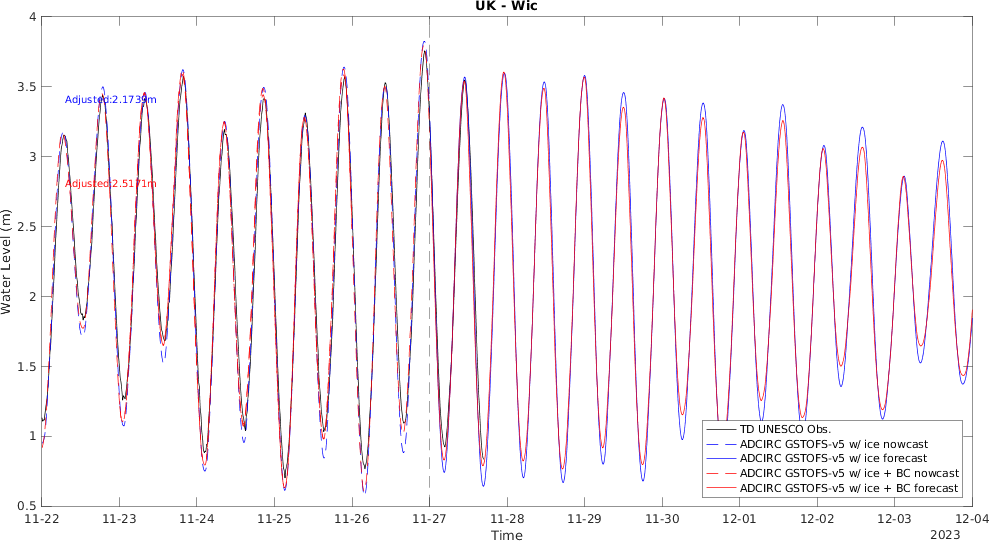 UK - Wic
4
3.5
3
2.5
2
1.5
1
0.5
Water Level (m)
Adjusted:2.1739m
Adjusted:2.5171m
TD UNESCO Obs.
ADCIRC GSTOFS-v5 w/ ice nowcast
ADCIRC GSTOFS-v5 w/ ice forecast
ADCIRC GSTOFS-v5 w/ ice + BC nowcast
ADCIRC GSTOFS-v5 w/ ice + BC forecast
11-22 11-23 11-24 11-25 11-26 11-27 11-28 11-29 11-30 12-01 12-02 12-03 12-04
Time
2023